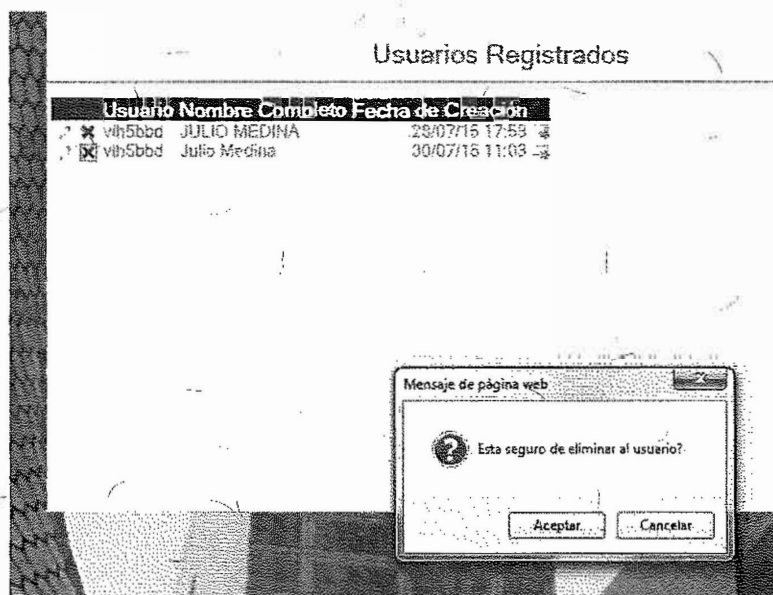 Usuarios Registrados
Usuario Nombre Completo Fecha de Creación
vih5bbd JULIO MEDINA 28/07/15 17:53
vih5bbd Julio Medina 30/07/15 11:03
Mensaje de página web
Esta seguro de eliminar al usuario?
Aceptar
Cancelar